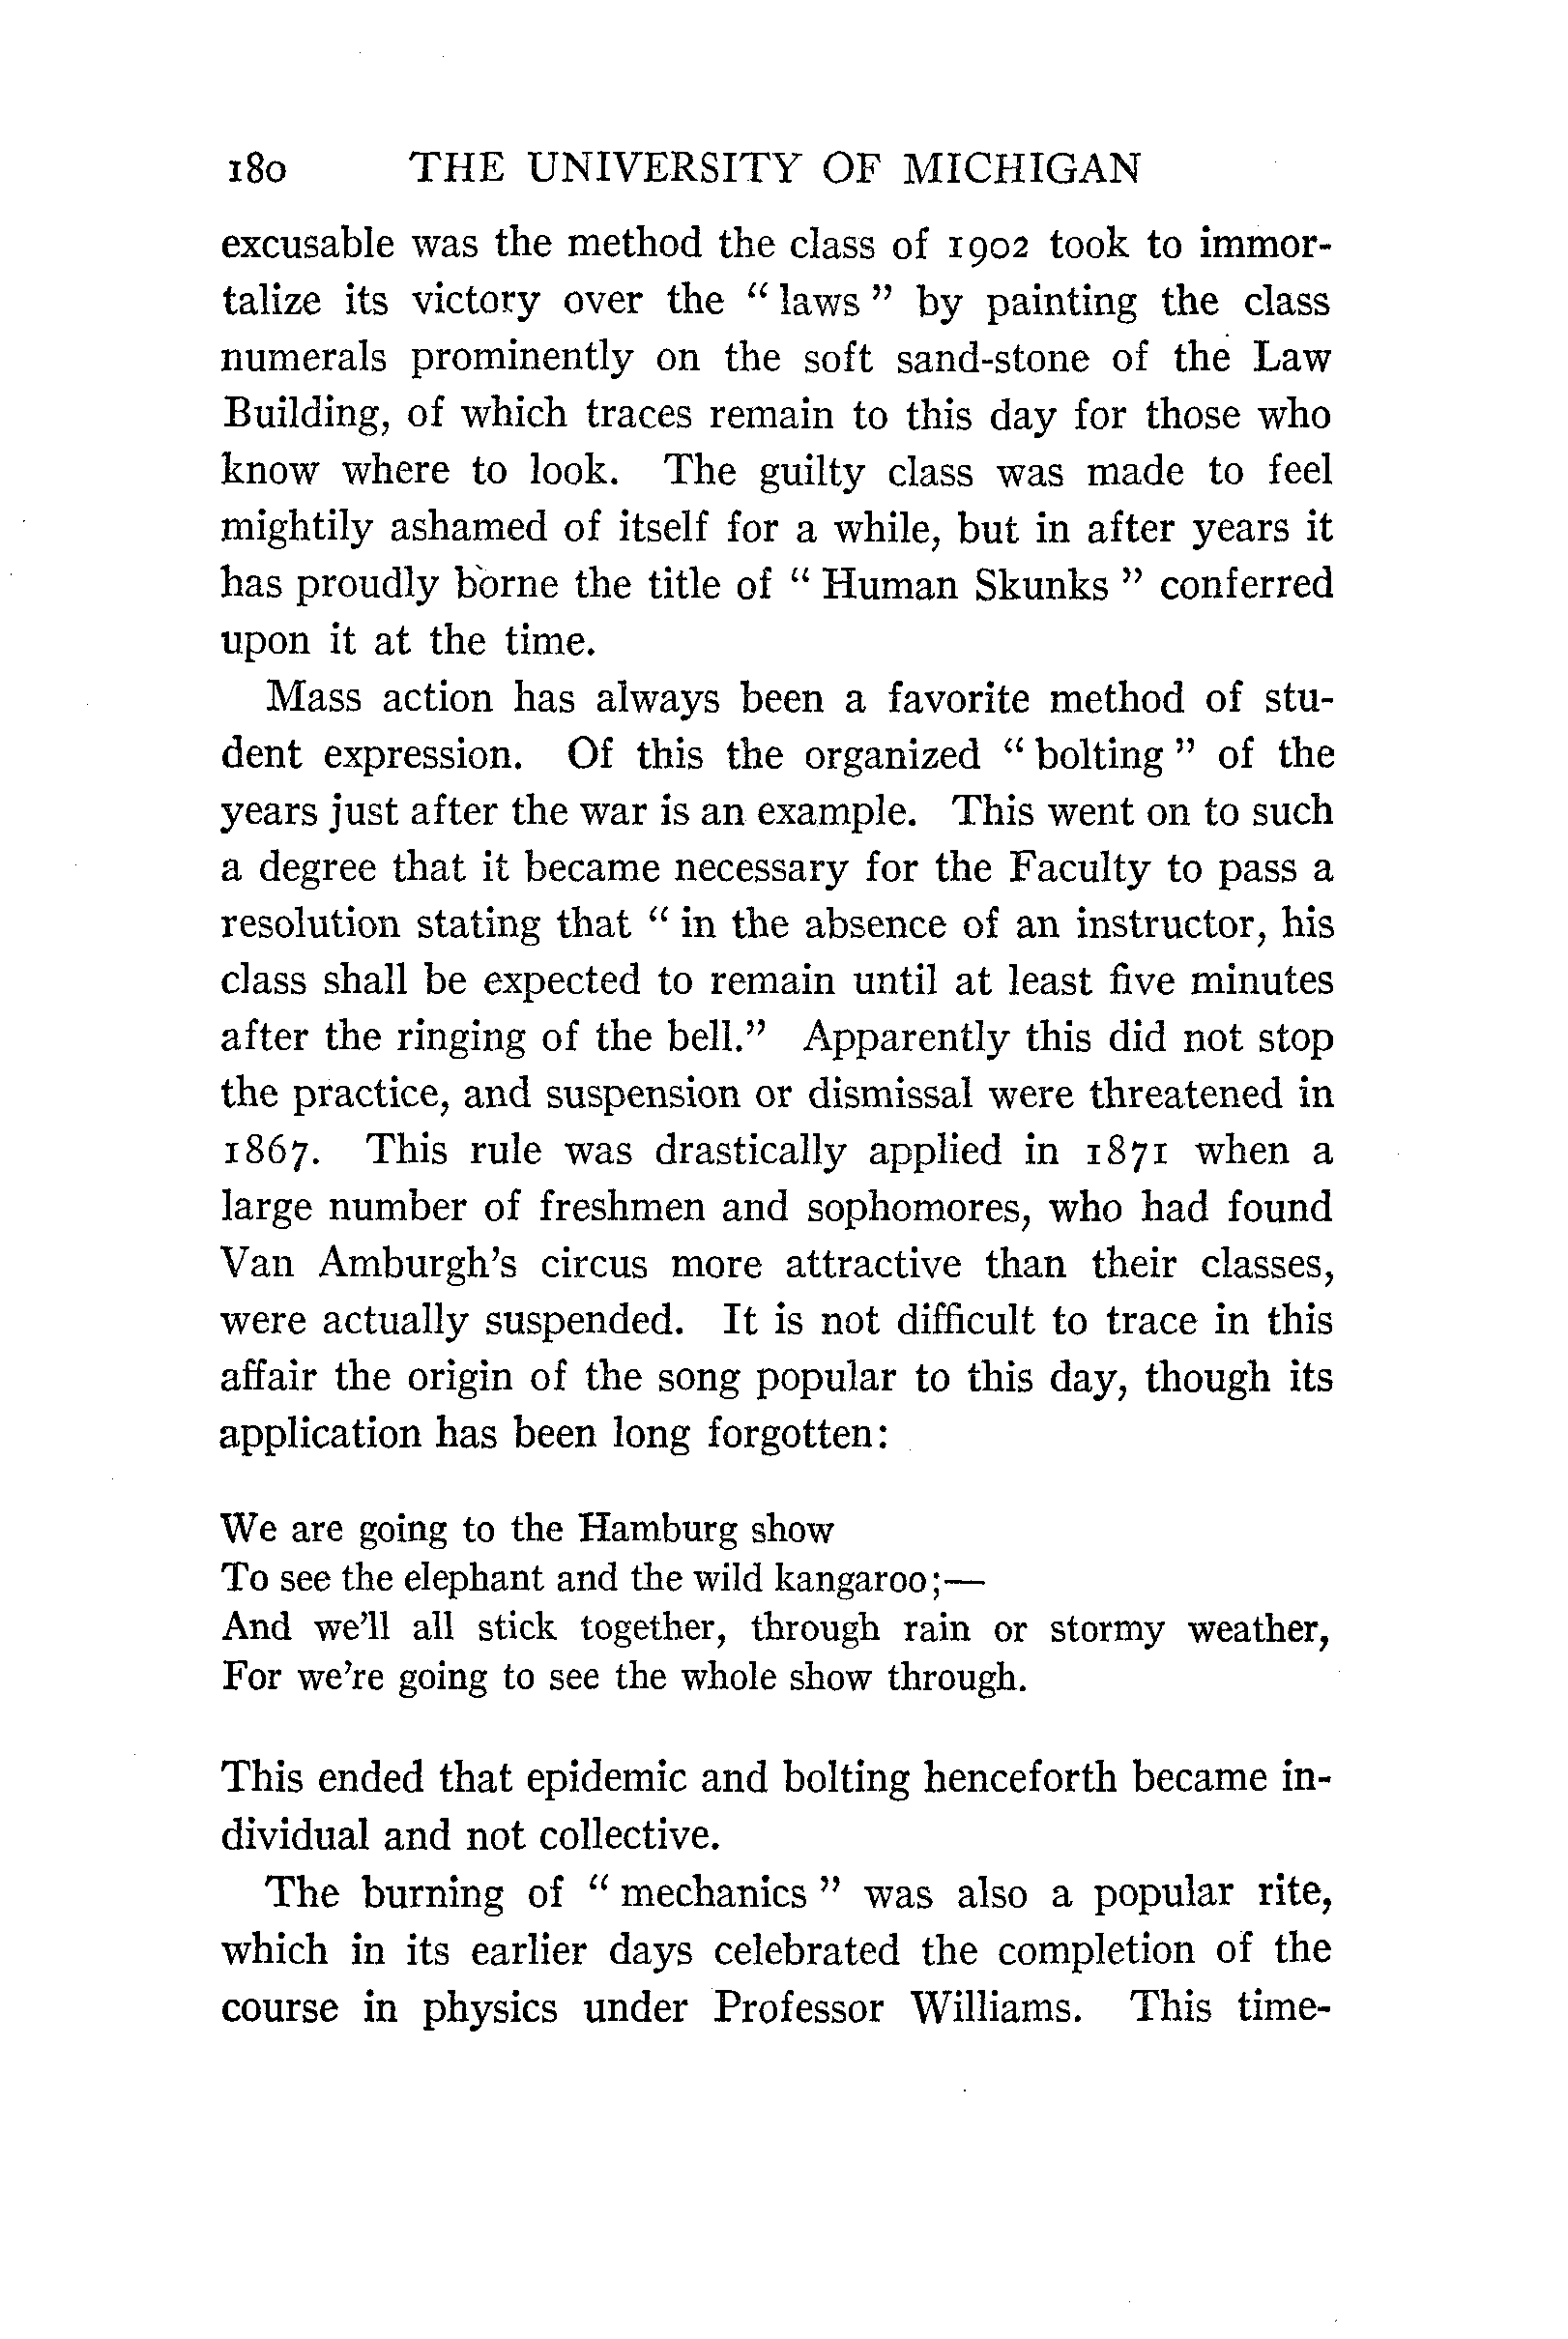 180 THE UNIVERSITY OF MICHIGAN
excusable was the method the class of 1902 took to immor-
talize its victory over the " laws " by painting the class
numerals prominently on the soft sand-stone of the Law
Building, of which traces remain to this day for those who
know where to look. The guilty class was made to feel
mightily ashamed of itself for a while, but in after years it
has proudly borne the title of " Human Skunks " conferred
upon it at the time.
Mass action has always been a favorite method of stu-
dent expression. Of this the organized " bolting " of the
years just after the war is an example. This went on to such
a degree that it became necessary for the Faculty to pass a
resolution stating that " in the absence of an instructor, his
class shall be expected to remain until at least five minutes
after the ringing of the bell." Apparently this did not stop
the practice, and suspension or dismissal were threatened in
1867. This rule was drastically applied in 1871 when a
large number of freshmen and sophomores, who had found
Van Amburgh's circus more attractive than their classes,
were actually suspended. It is not difficult to trace in this
affair the origin of the song popular to this day, though its
application has been long forgotten:
We are going to the Hamburg show
To see the elephant and the wild kangaroo;—
And we'll all stick together, through rain or stormy weather,
For we're going to see the whole show through.
This ended that epidemic and bolting henceforth became in-
dividual and not collective.
The burning of " mechanics " was also a popular rite,
which in its earlier days celebrated the completion of the
course in physics under Professor Williams. This time-